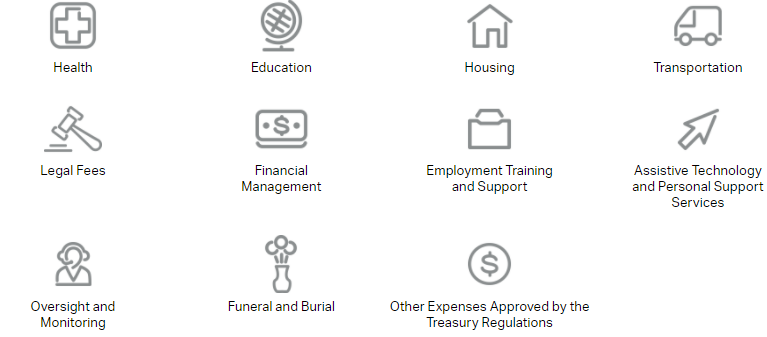 Health
Education
Housing
Transportation
Legal Fees
Financial
Management
Employment Training
and Support
Assistive Technology
and Personal Support
Services
Oversight and
Monitoring
Funeral and Burial
Other Expenses Approved by the
Treasury Regulations